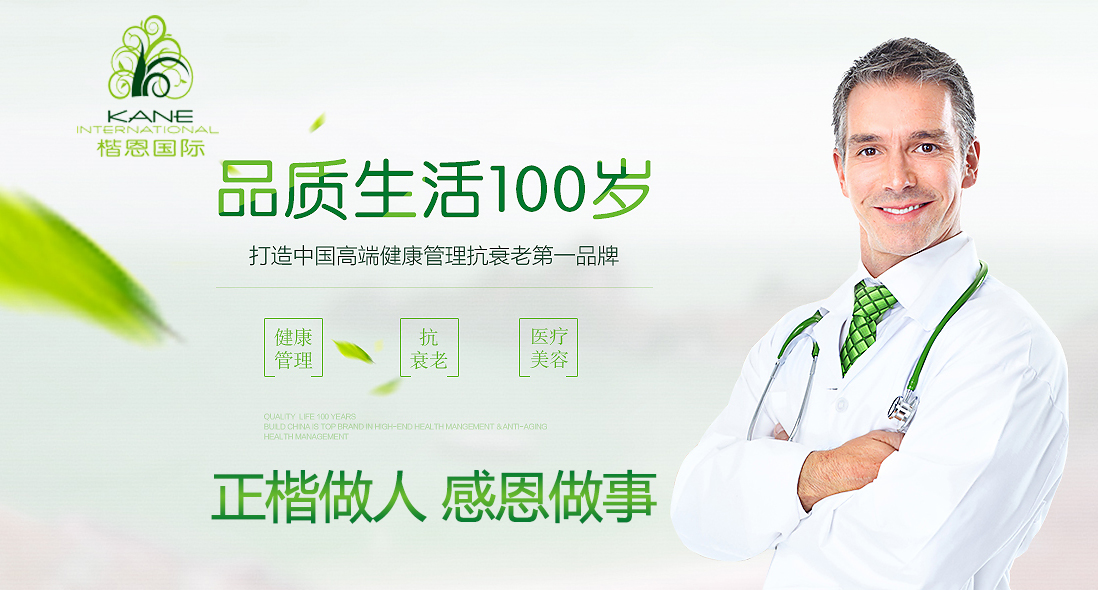 KANE
INTERNATIONAL
楷恩国际
品质生活100岁
打造中国高端健康管理抗衰老第一品牌
健康
管理
抗
衰老
医疗
美容
QUALITY LIFE 100 YEARS
BUILD CHINA IS TOP BRAND IN HIGH-END HEALTH MANGEMENT & ANTI-AGING
HEALTH MANAGEMENT
正楷做人 感恩做事